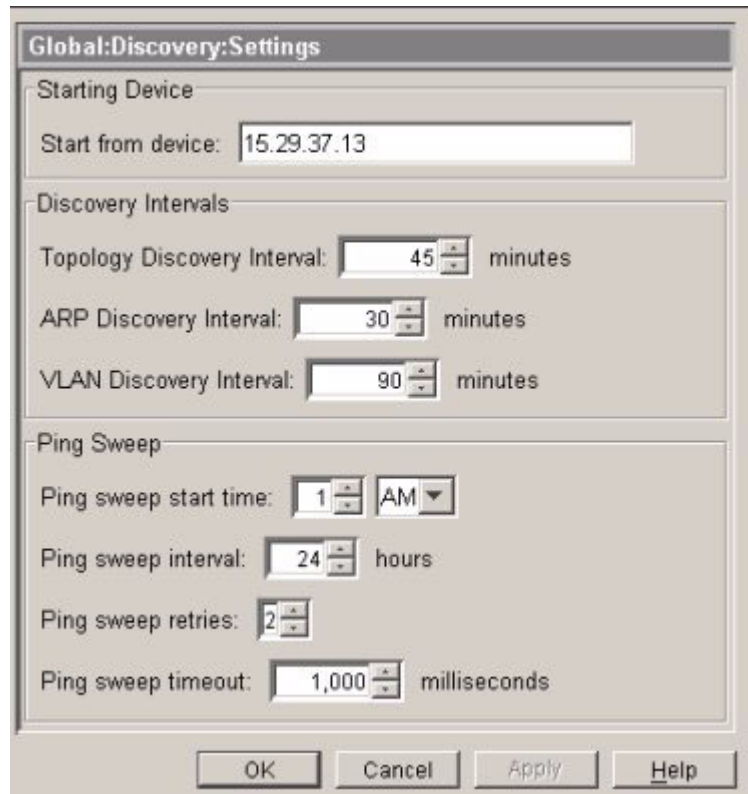 Global:Discovery:Settings
Starting Device
Start from device: 15.29.37.13
Discovery Intervals
Topology Discovery Interval: 45 minutes
ARP Discovery Interval: 30 minutes
VLAN Discovery Interval: 90 minutes
Ping Sweep
Ping sweep start time: 1 AM
Ping sweep interval: 24 hours
Ping sweep retries: 2
Ping sweep timeout: 1,000 milliseconds
OK Cancel Apply Help